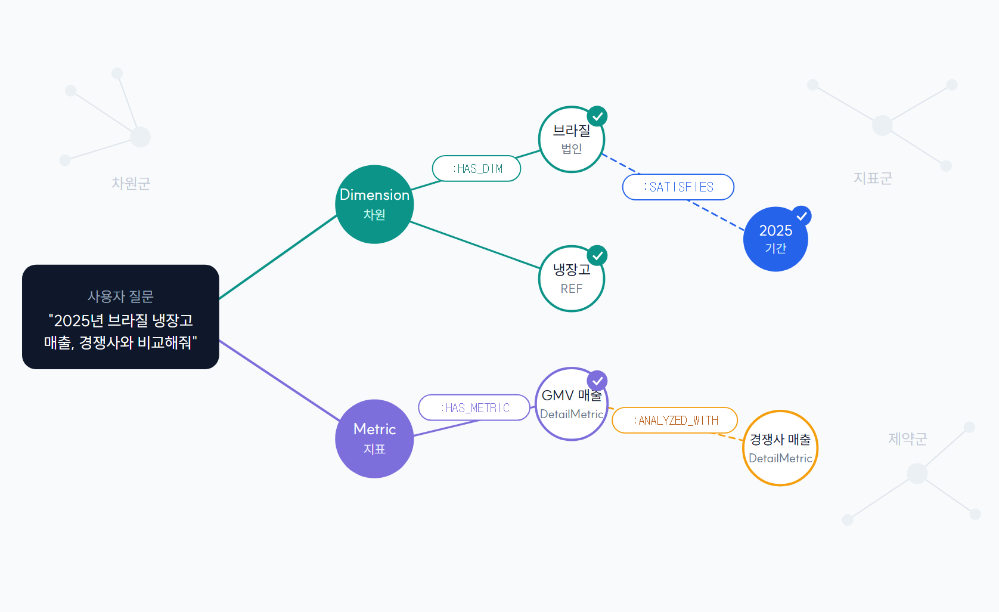 차원군
지표군
제약군
사용자 질문
"2025년 브라질 냉장고
매출, 경쟁사와 비교해줘"
Dimension
차원
:HAS_DIM
브라질
법인
:SATISFIES
2025
기간
냉장고
REF
Metric
지표
:HAS_METRIC
GMV 매출
DetailMetric
:ANALYZED_WITH
경쟁사 매출
DetailMetric